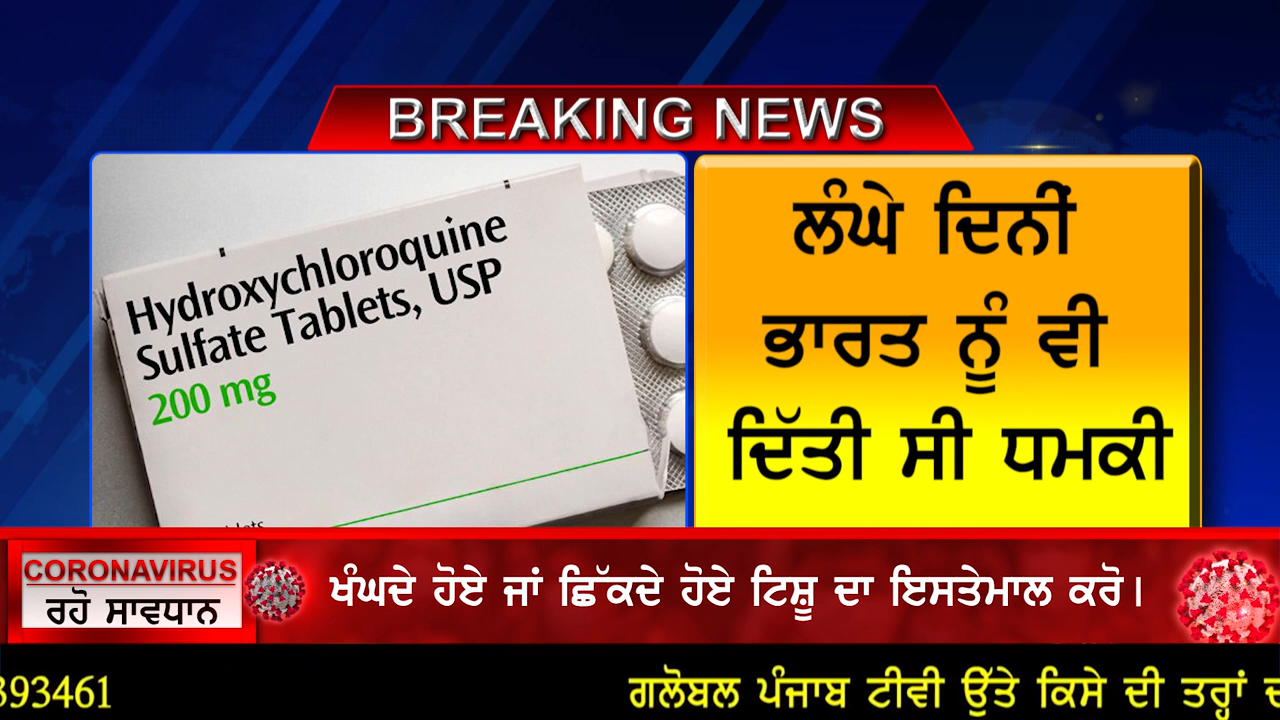 BREAKING NEWS
Hydroxychloroquine
Sulfate Tablets, USP
200 mg
ਲੰਘੇ ਦਿਨੀਂ
ਭਾਰਤ ਨੂੰ ਵੀ
ਦਿੱਤੀ ਸੀ ਧਮਕੀ
CORONAVIRUS
ਰਹੋ ਸਾਵਧਾਨ
ਖੰਘਦੇ ਹੋਏ ਜਾਂ ਛਿੱਕਦੇ ਹੋਏ ਟਿਸ਼ੂ ਦਾ ਇਸਤੇਮਾਲ ਕਰੋ।
393461 ਗਲੋਬਲ ਪੰਜਾਬ ਟੀਵੀ ਉੱਤੇ ਕਿਸੇ ਦੀ ਤਰ੍ਹਾਂ